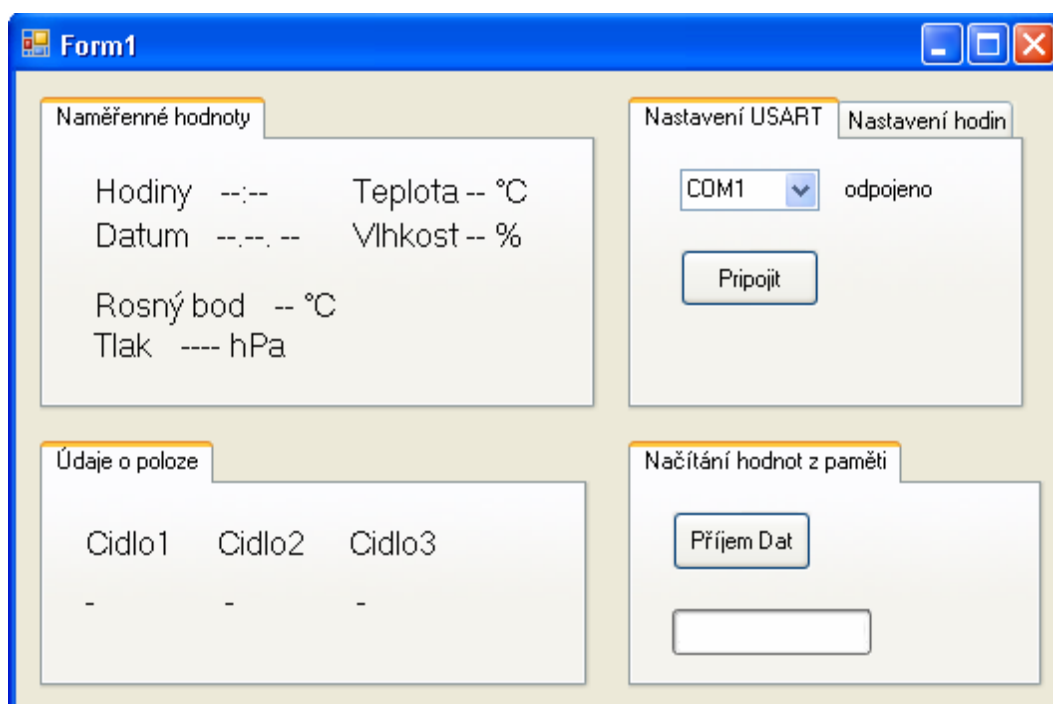 Form1
Naměřenné hodnoty
Hodiny --:-- Teplota -- °C
Datum --.--. -- Vlhkost -- %
Rosný bod -- °C
Tlak ---- hPa
Nastavení USART Nastavení hodin
COM1 odpojeno
Pripojit
Údaje o poloze
Cidlo1 Cidlo2 Cidlo3
- - -
Načítání hodnot z paměti
Příjem Dat